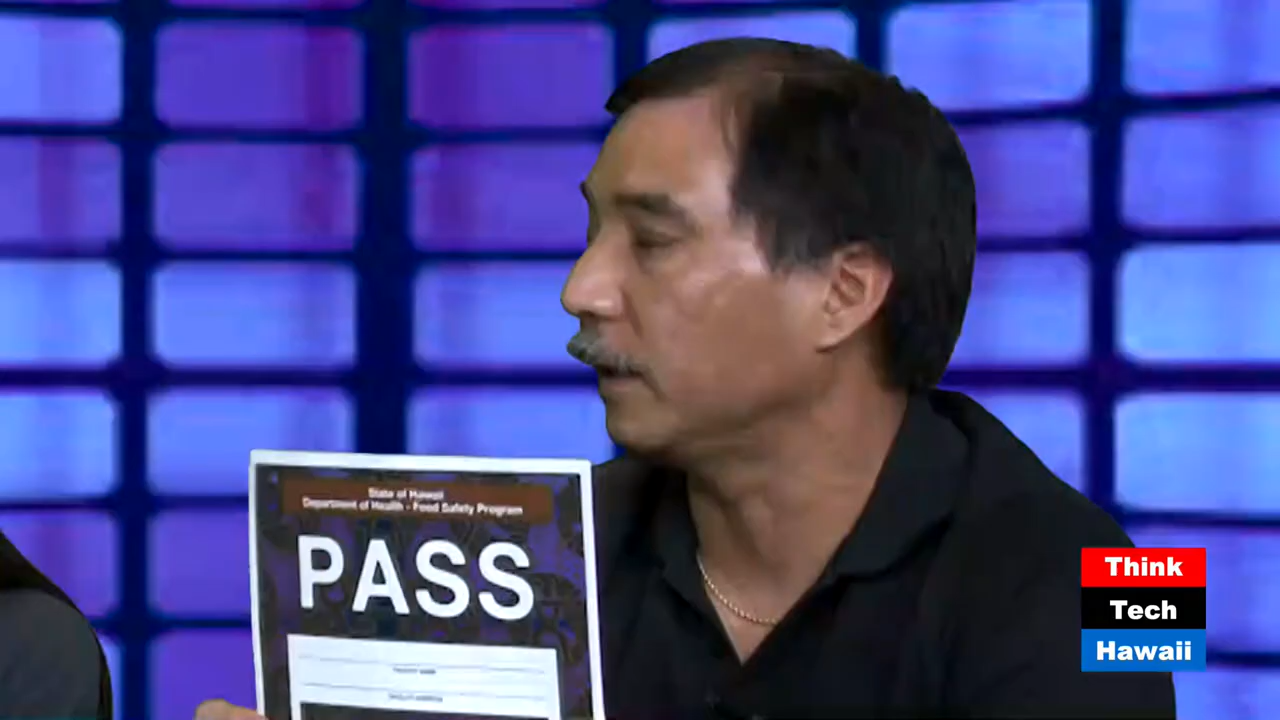 State of Hawaii
Department of Health - Food Safety Program
PASS
Think
Tech
Hawaii